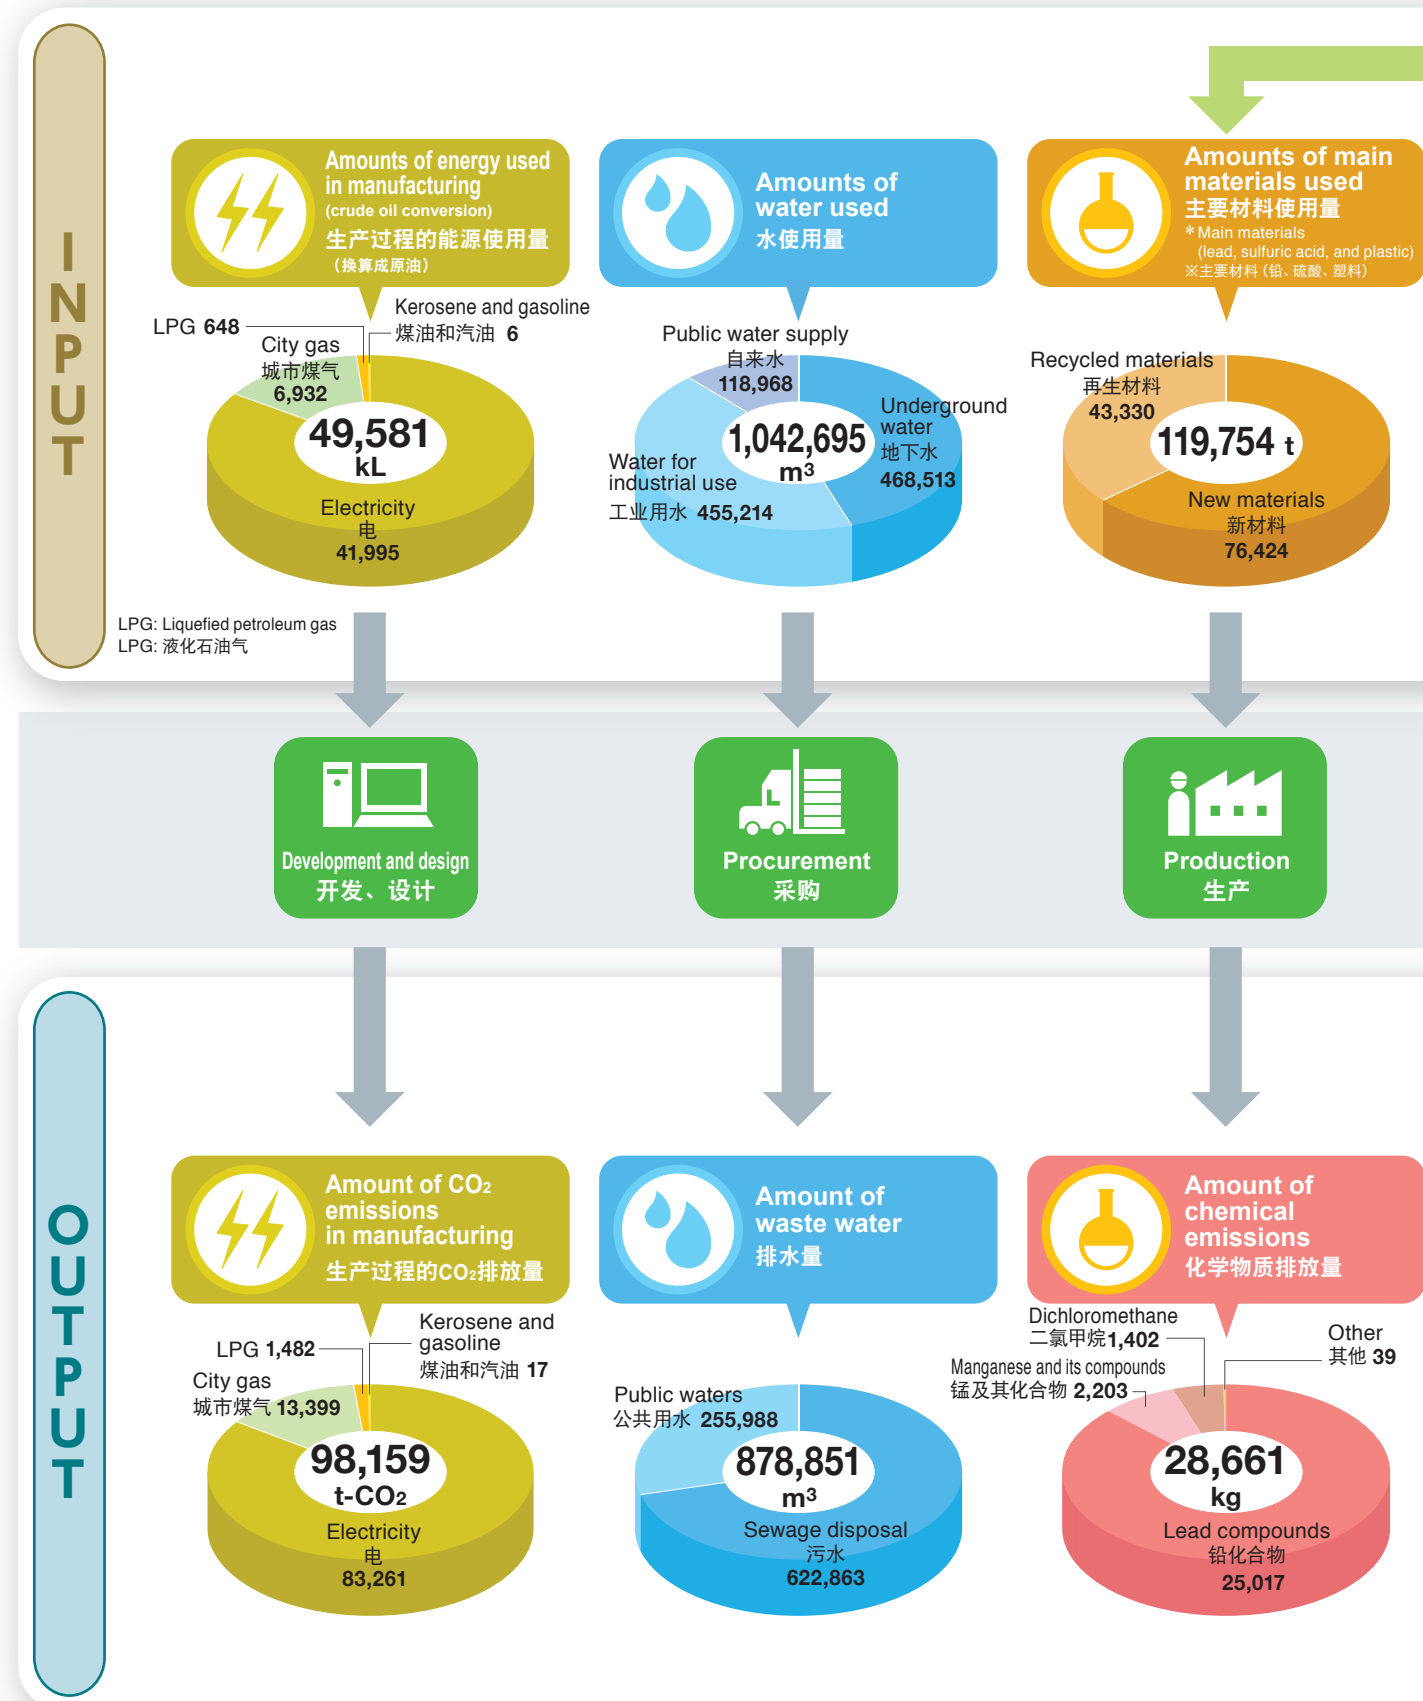 INPUT
Amounts of energy used
in manufacturing
(crude oil conversion)
生产过程的能源使用量
（换算成原油）
LPG 648
Kerosene and gasoline
煤油和汽油 6
City gas
城市煤气
6,932
49,581
kL
Electricity
电
41,995
LPG: Liquefied petroleum gas
LPG: 液化石油气
Amounts of
water used
水使用量
Public water supply
自来水
118,968
Underground
water
地下水
468,513
1,042,695
m³
Water for
industrial use
工业用水 455,214
Amounts of main
materials used
主要材料使用量
＊Main materials
(lead, sulfuric acid, and plastic)
※主要材料（铅、硫酸、塑料）
Recycled materials
再生材料
43,330
119,754 t
New materials
新材料
76,424
Development and design
开发、设计
Procurement
采购
Production
生产
OUTPUT
Amount of CO₂
emissions
in manufacturing
生产过程的CO₂排放量
Kerosene and
gasoline
煤油和汽油 17
LPG 1,482
City gas
城市煤气 13,399
98,159
t-CO₂
Electricity
电
83,261
Amount of
waste water
排水量
Public waters
公共用水 255,988
878,851
m³
Sewage disposal
污水
622,863
Amount of
chemical
emissions
化学物质排放量
Dichloromethane
二氯甲烷 1,402
Other
其他 39
Manganese and its compounds
锰及其化合物 2,203
28,661
kg
Lead compounds
铅化合物
25,017